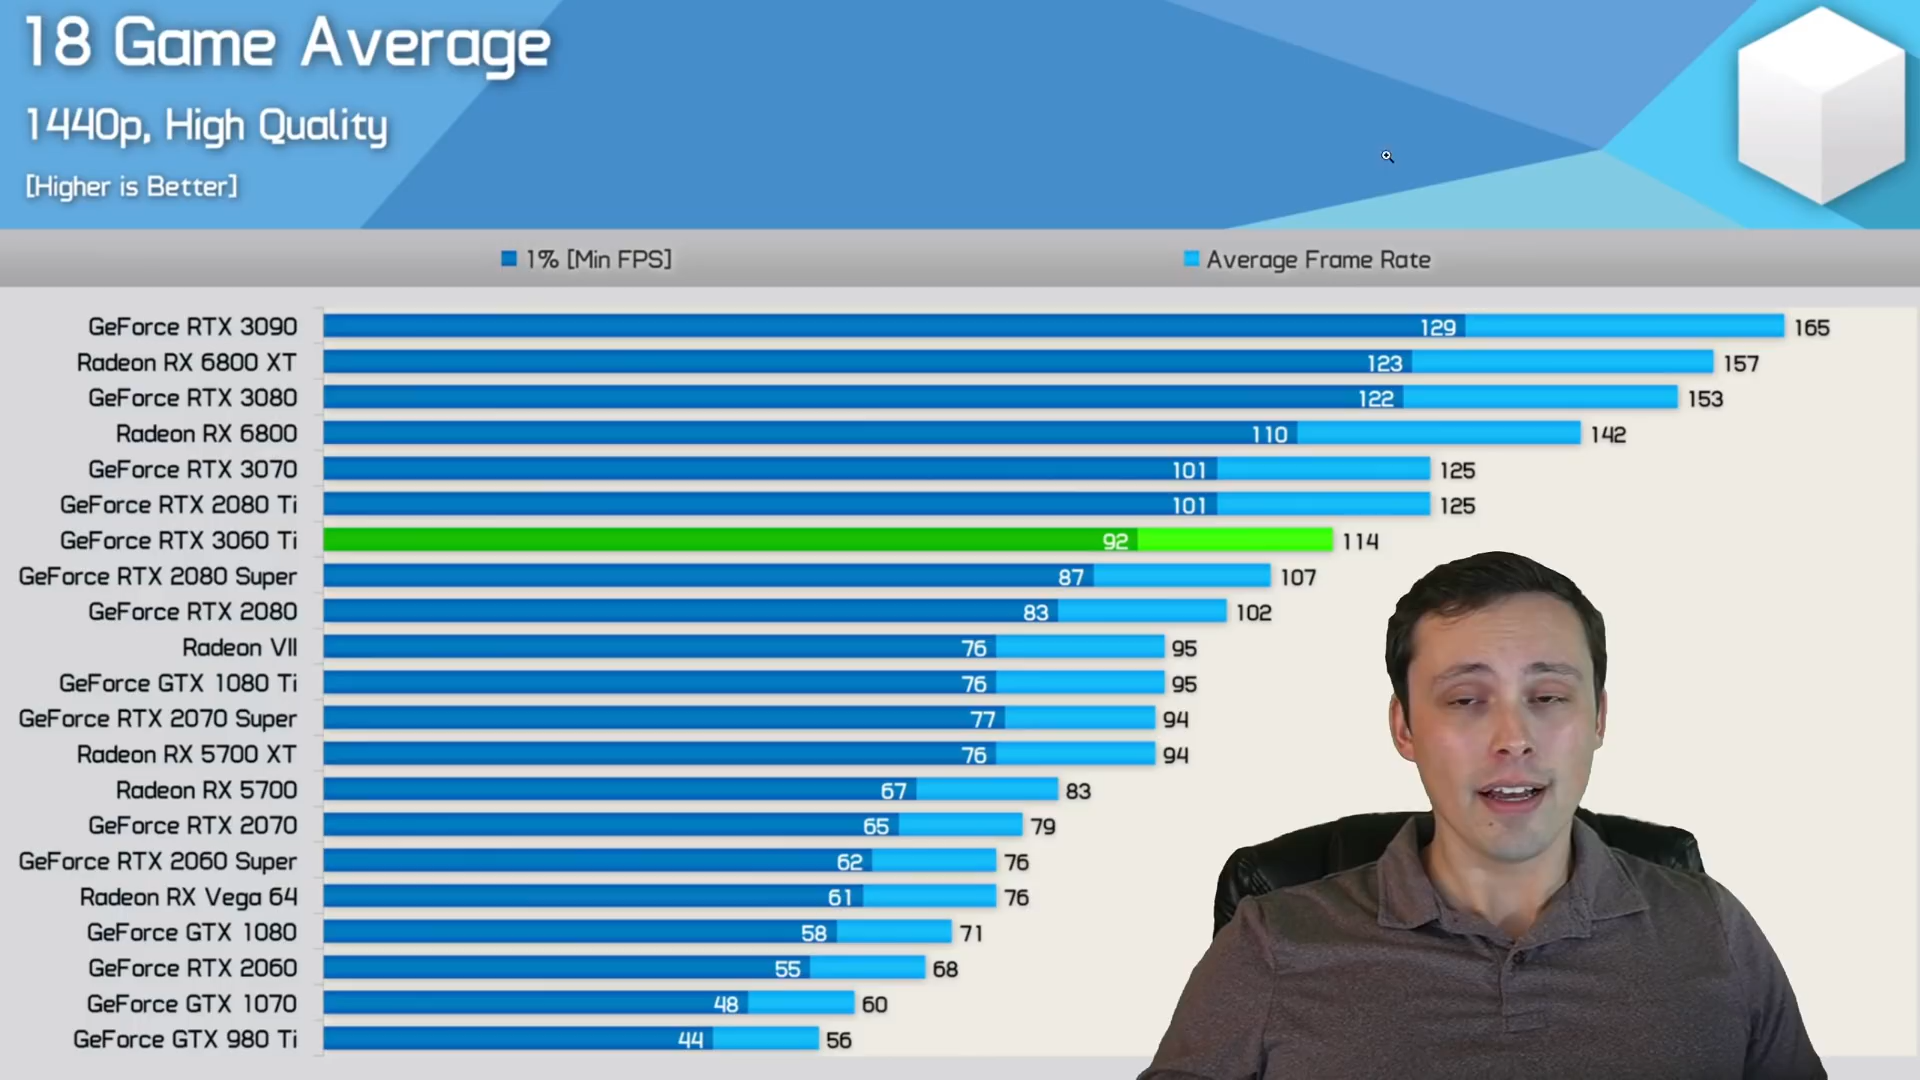 18 Game Average
1440p, High Quality
[Higher is Better]
1% [Min FPS] Average Frame Rate
GeForce RTX 3090 129 165
Radeon RX 6800 XT 123 157
GeForce RTX 3080 122 153
Radeon RX 6800 110 142
GeForce RTX 3070 101 125
GeForce RTX 2080 Ti 101 125
GeForce RTX 3060 Ti 92 114
GeForce RTX 2080 Super 87 107
GeForce RTX 2080 83 102
Radeon VII 76 95
GeForce GTX 1080 Ti 76 95
GeForce RTX 2070 Super 77 94
Radeon RX 5700 XT 76 94
Radeon RX 5700 67 83
GeForce RTX 2070 65 79
GeForce RTX 2060 Super 62 76
Radeon RX Vega 64 61 76
GeForce GTX 1080 58 71
GeForce RTX 2060 55 68
GeForce GTX 1070 48 60
GeForce GTX 980 Ti 44 56